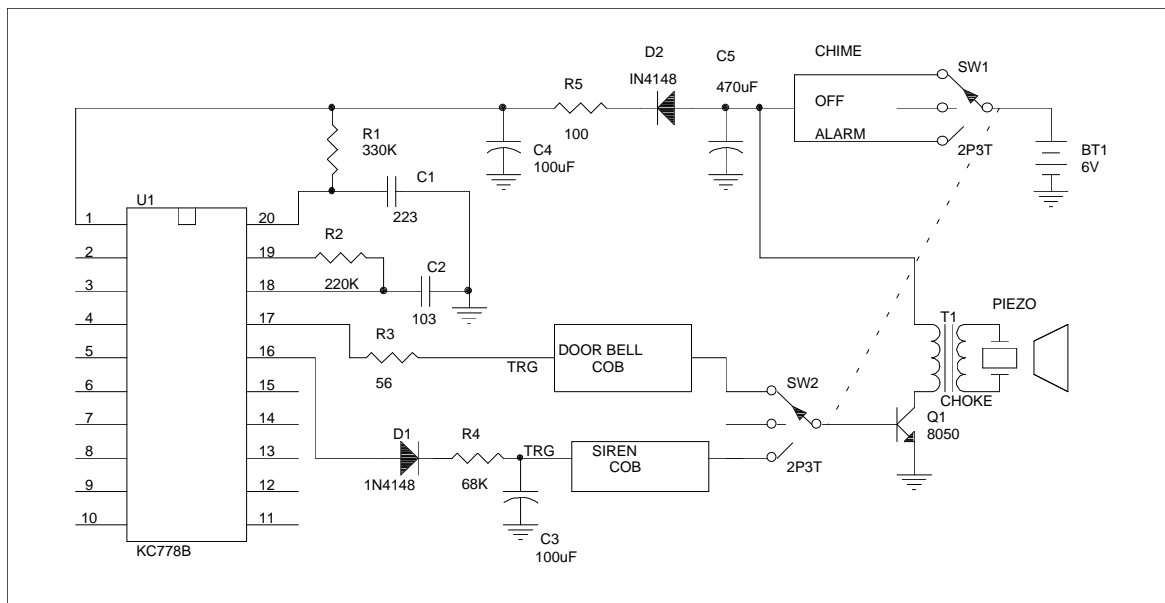 D2
IN4148
C5
470uF
CHIME
SW1
OFF
ALARM
2P3T
BT1
6V
R5
100
R1
330K
C4
100uF
C1
223
U1
1
20
R2
2
19
220K
C2
103
3
18
4
17
R3
56
5
16
TRG
DOOR BELL
COB
SW2
T1
PIEZO
CHOKE
Q1
8050
6
15
7
14
D1
1N4148
R4
68K
TRG
SIREN
COB
2P3T
8
13
9
12
10
11
C3
100uF
KC778B